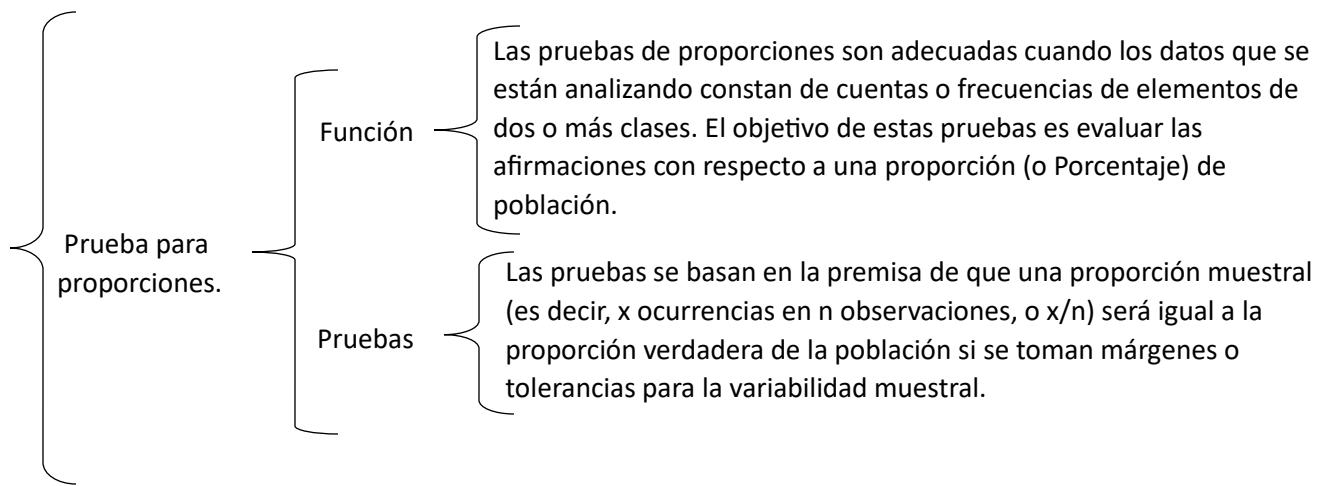 Prueba para
proporciones.
Función
Las pruebas de proporciones son adecuadas cuando los datos que se
están analizando constan de cuentas o frecuencias de elementos de
dos o más clases. El objetivo de estas pruebas es evaluar las
afirmaciones con respecto a una proporción (o Porcentaje) de
población.
Pruebas
Las pruebas se basan en la premisa de que una proporción muestral
(es decir, x ocurrencias en n observaciones, o x/n) será igual a la
proporción verdadera de la población si se toman márgenes o
tolerancias para la variabilidad muestral.